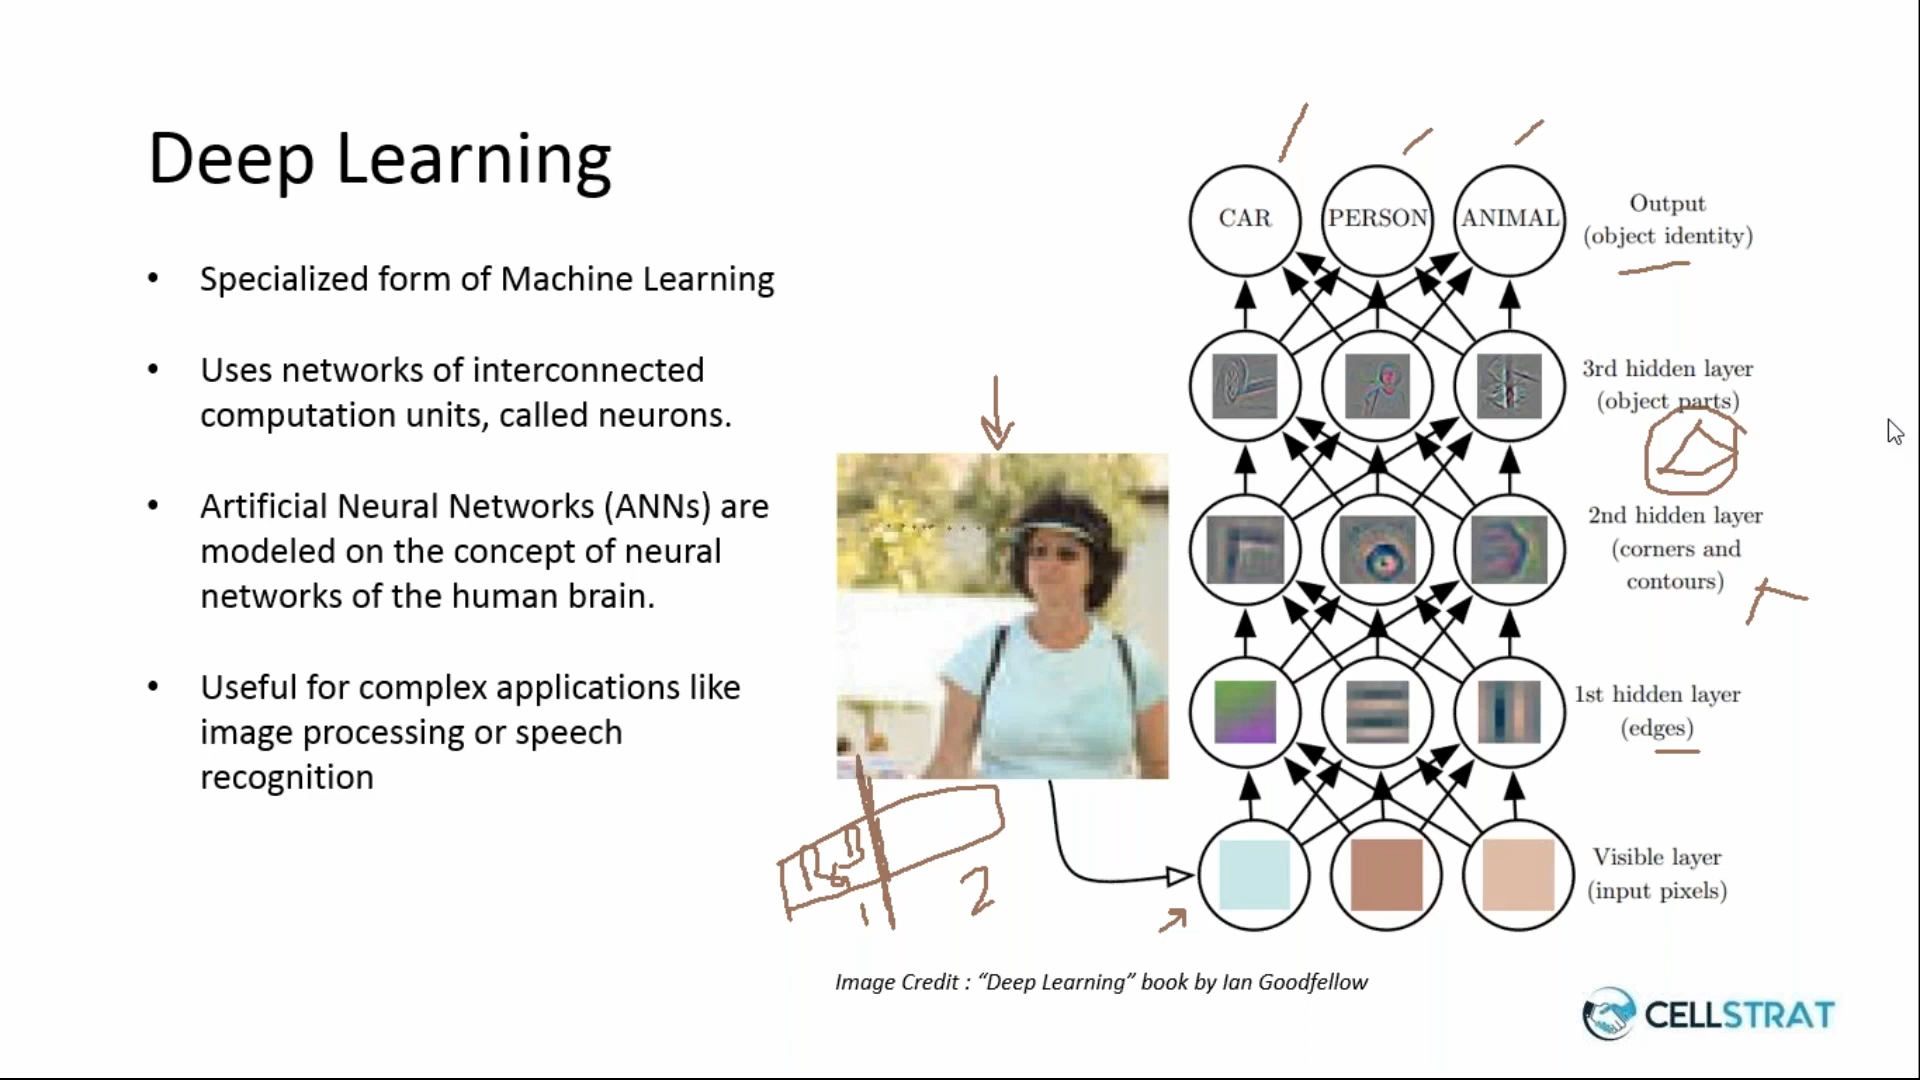 Deep Learning
• Specialized form of Machine Learning
• Uses networks of interconnected
computation units, called neurons.
• Artificial Neural Networks (ANNs) are
modeled on the concept of neural
networks of the human brain.
• Useful for complex applications like
image processing or speech
recognition
CAR PERSON ANIMAL
Output
(object identity)
3rd hidden layer
(object parts)
2nd hidden layer
(corners and
contours)
1st hidden layer
(edges)
Visible layer
(input pixels)
1 2
Image Credit : “Deep Learning” book by Ian Goodfellow
CELLSTRAT